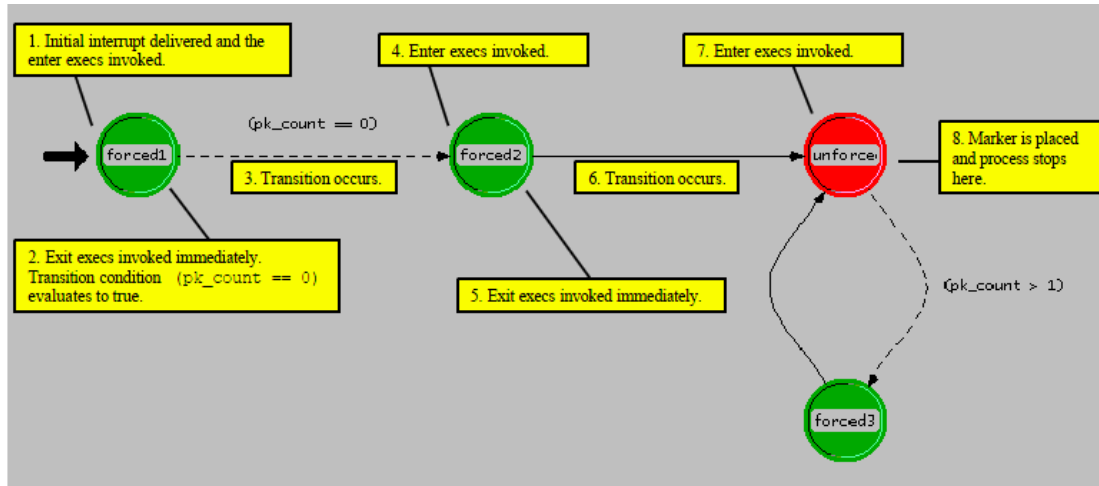 1. Initial interrupt delivered and the
enter execs invoked.
4. Enter execs invoked.
7. Enter execs invoked.
(pk_count == 0)
forced1
forced2
unforced
3. Transition occurs.
6. Transition occurs.
8. Marker is placed
and process stops
here.
2. Exit execs invoked immediately.
Transition condition (pk_count == 0)
evaluates to true.
5. Exit execs invoked immediately.
(pk_count > 1)
forced3